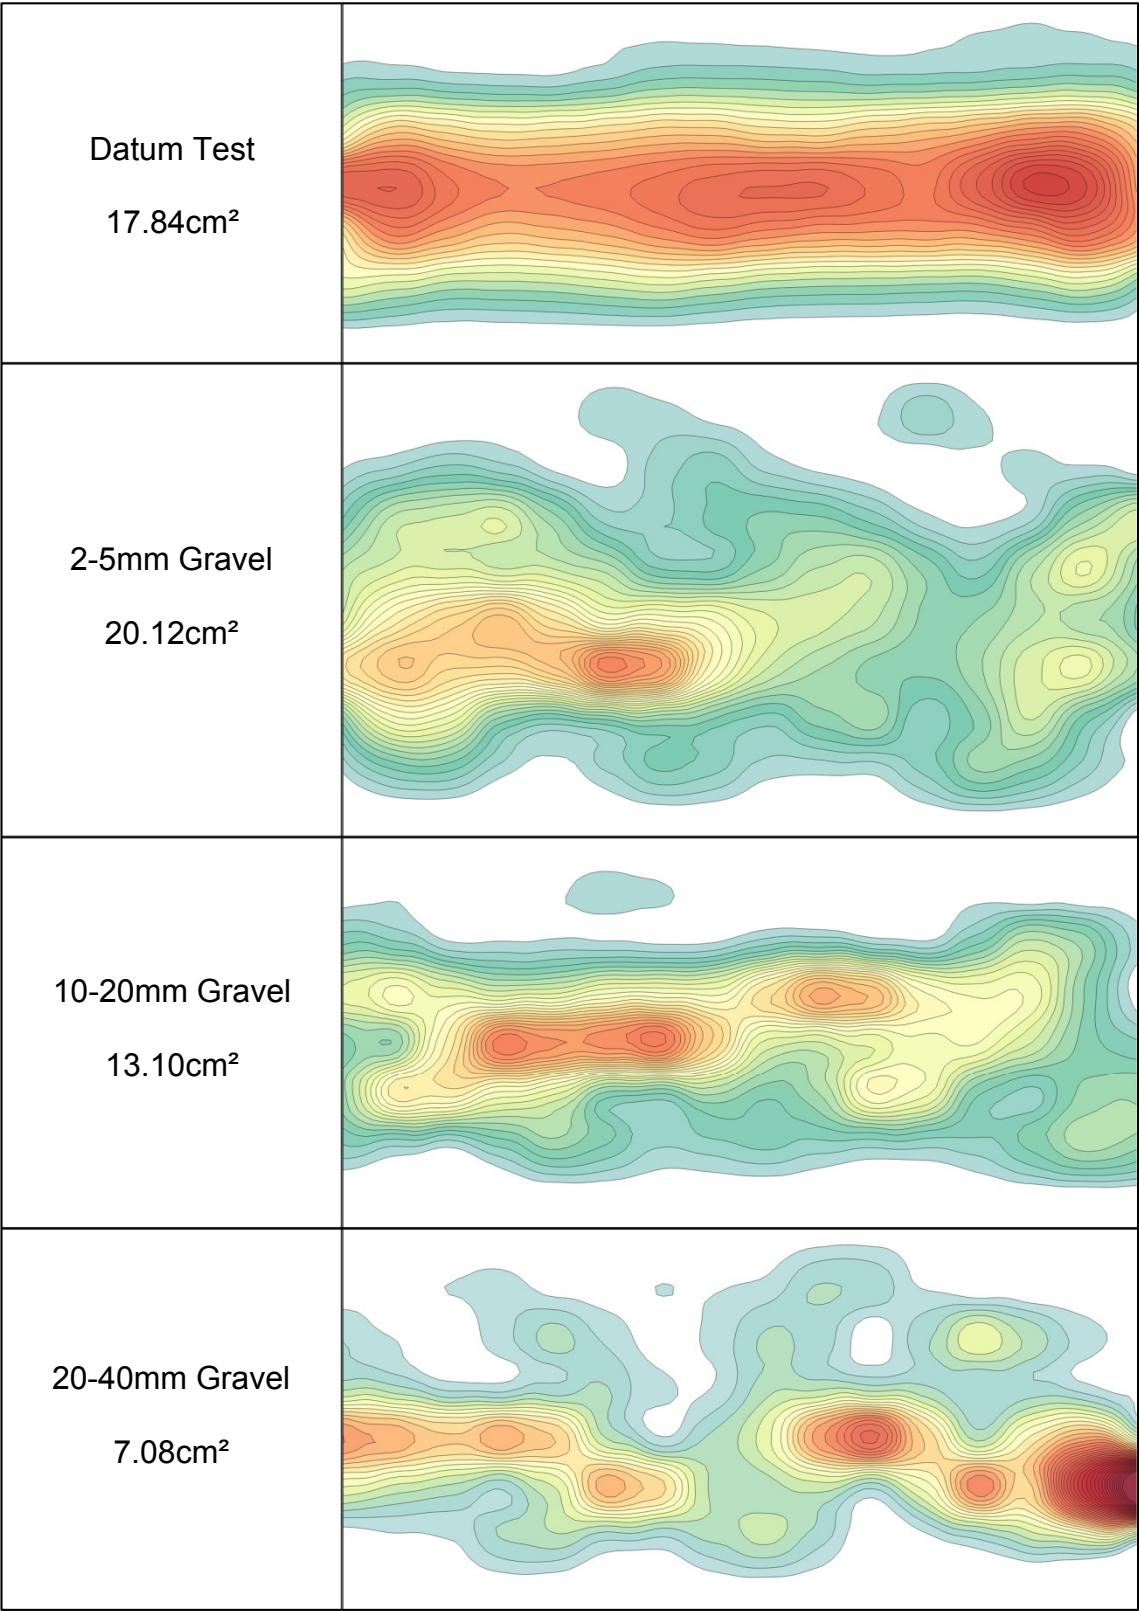 Datum Test
17.84cm²
2-5mm Gravel
20.12cm²
10-20mm Gravel
13.10cm²
20-40mm Gravel
7.08cm²